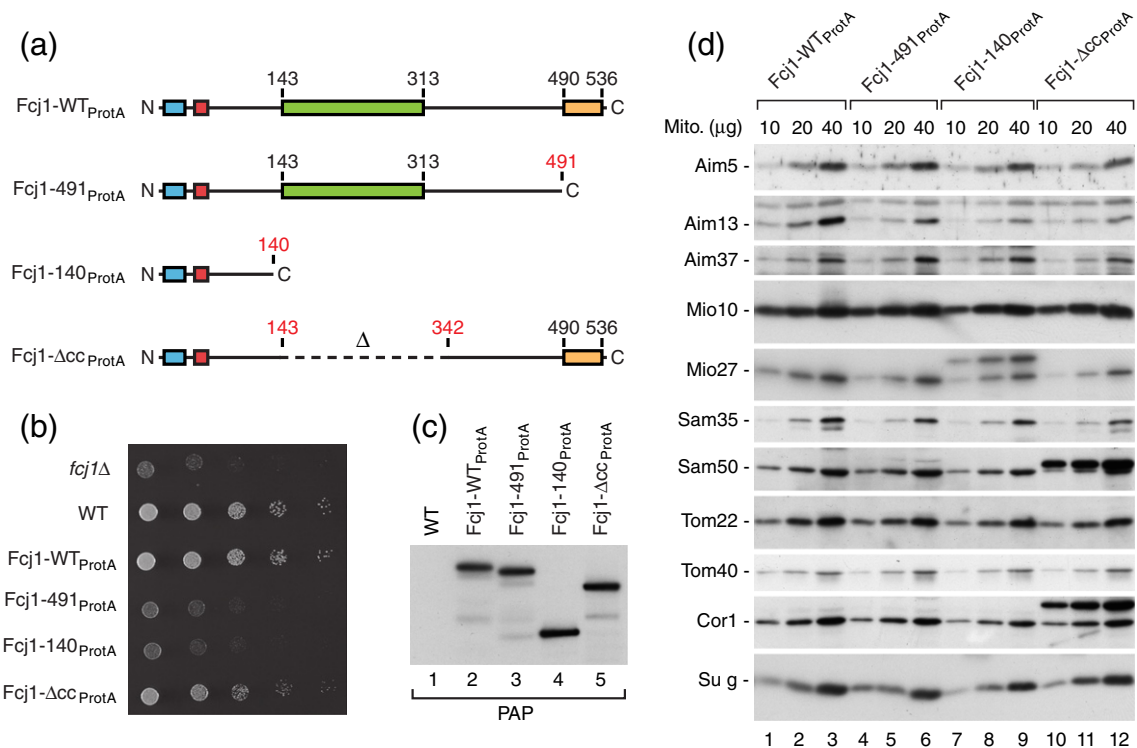 (a)
143 313 490 536
Fcj1-WTProtA N C
143 313 491
Fcj1-491ProtA N C
140
Fcj1-140ProtA N C
143 Δ 342 490 536
Fcj1-ΔccProtA N C
(b)
fcj1Δ
WT
Fcj1-WTProtA
Fcj1-491ProtA
Fcj1-140ProtA
Fcj1-ΔccProtA
(c)
WT
Fcj1-WTProtA
Fcj1-491ProtA
Fcj1-140ProtA
Fcj1-ΔccProtA
1 2 3 4 5
PAP
(d)
Fcj1-WTProtA
Fcj1-491ProtA
Fcj1-140ProtA
Fcj1-ΔccProtA
Mito. (µg) 10 20 40 10 20 40 10 20 40 10 20 40
Aim5 -
Aim13 -
Aim37 -
Mio10 -
Mio27 -
Sam35 -
Sam50 -
Tom22 -
Tom40 -
Cor1 -
Su g -
1 2 3 4 5 6 7 8 9 10 11 12